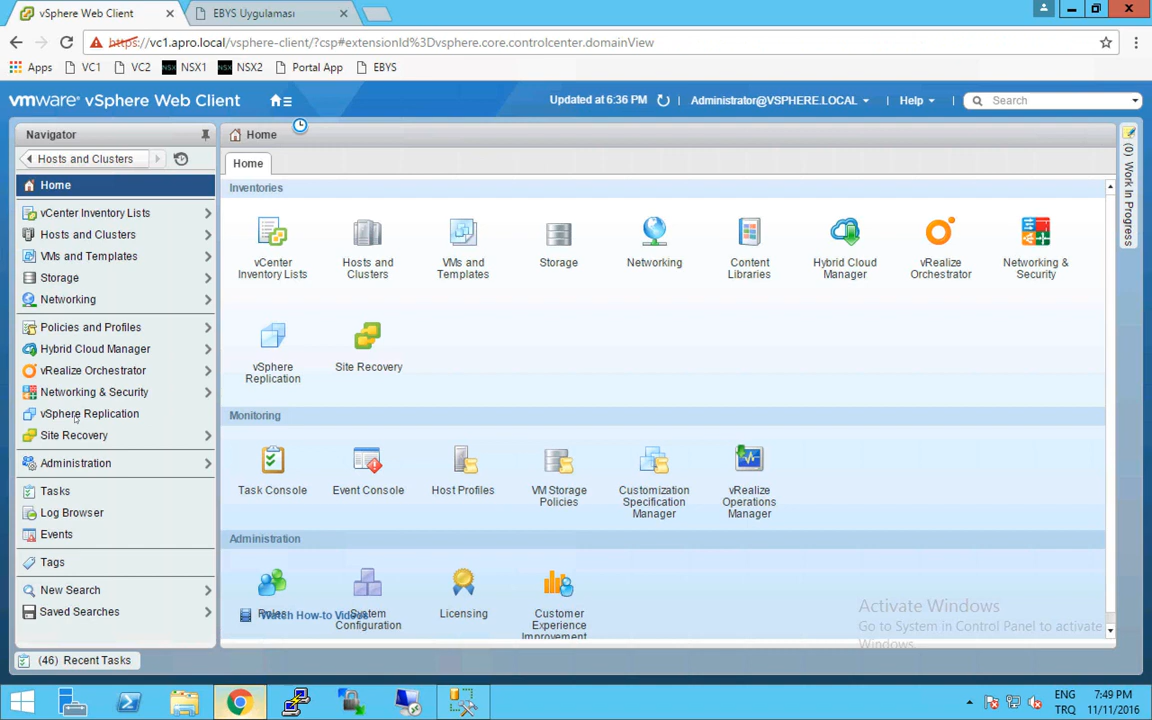 vSphere Web Client
EBYS Uygulaması
https://vc1.apro.local/vsphere-client/?csp#extensionId%3Dvsphere.core.controlcenter.domainView
Apps VC1 VC2 NSX NSX1 NSX NSX2 Portal App EBYS
vmware® vSphere Web Client
Updated at 6:36 PM
Administrator@VSPHERE.LOCAL
Help
Search
Navigator
Hosts and Clusters
Home
vCenter Inventory Lists
Hosts and Clusters
VMs and Templates
Storage
Networking
Policies and Profiles
Hybrid Cloud Manager
vRealize Orchestrator
Networking & Security
vSphere Replication
Site Recovery
Administration
Tasks
Log Browser
Events
Tags
New Search
Saved Searches
Home
Home
Inventories
vCenter
Inventory Lists
Hosts and
Clusters
VMs and
Templates
Storage
Networking
Content
Libraries
Hybrid Cloud
Manager
vRealize
Orchestrator
Networking &
Security
vSphere
Replication
Site Recovery
Monitoring
Task Console
Event Console
Host Profiles
VM Storage
Policies
Customization
Specification
Manager
vRealize
Operations
Manager
Administration
Roles
System
Configuration
Licensing
Customer
Experience
Improvement
Watch How-to Videos
(0) Work In Progress
Activate Windows
Go to System in Control Panel to activate
Windows.
(46) Recent Tasks
ENG
TRQ
7:49 PM
11/11/2016